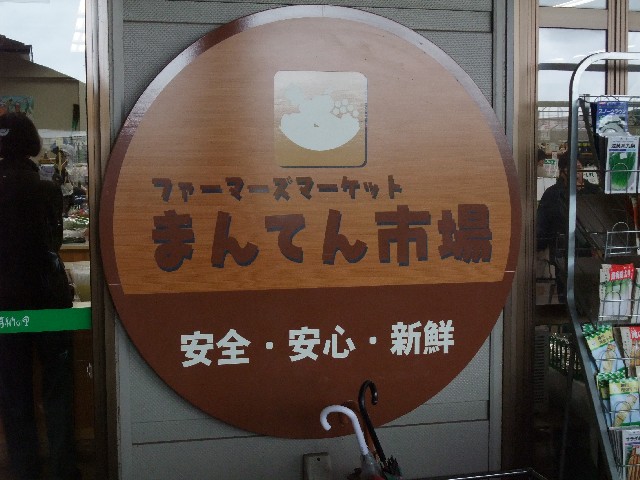 ファーマーズマーケット
まんてん市場
安全・安心・新鮮